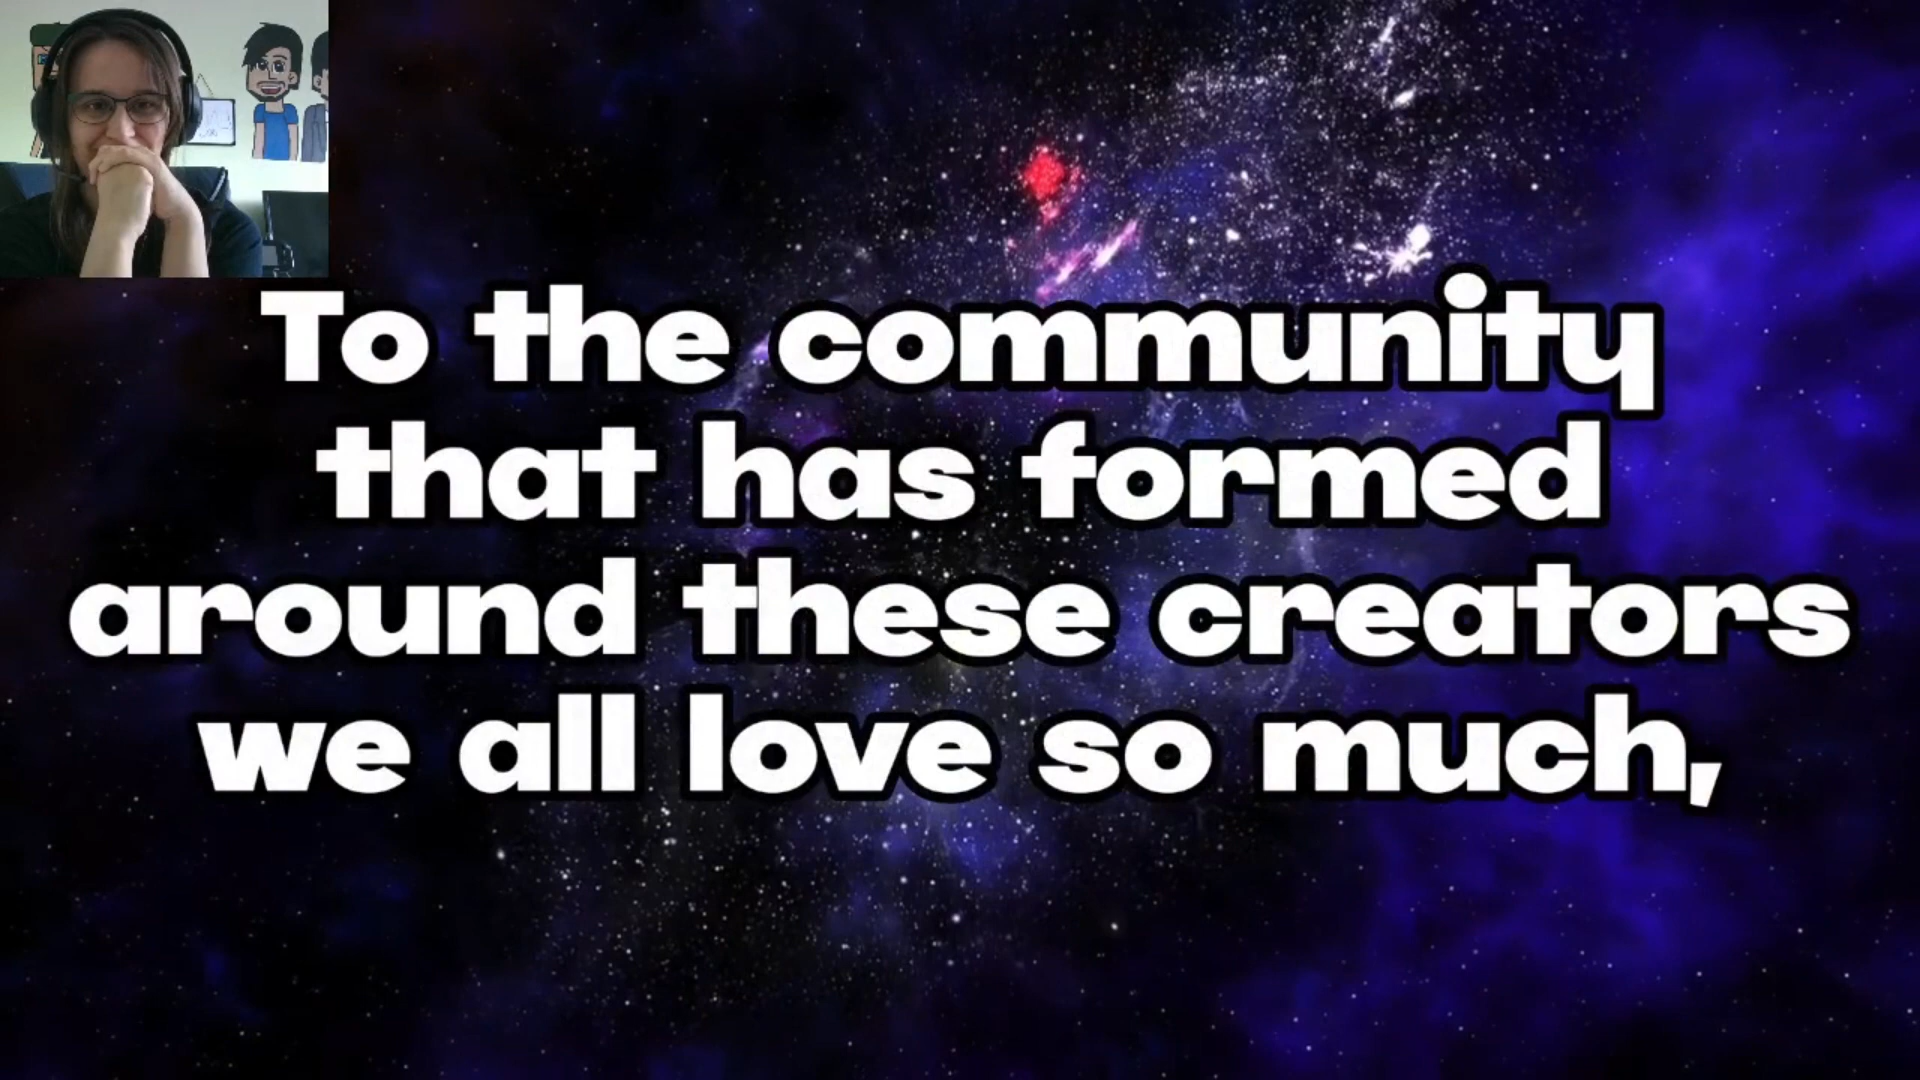 To the community
that has formed
around these creators
we all love so much,